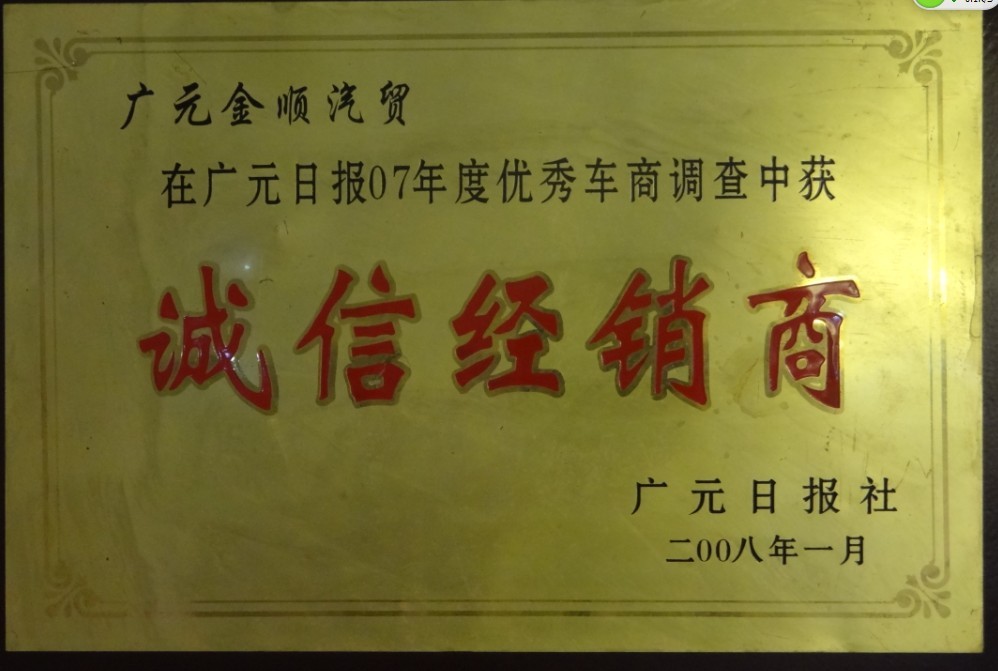 广元金顺汽贸
在广元日报07年度优秀车商调查中获
诚信经销商
广元日报社
二00八年一月